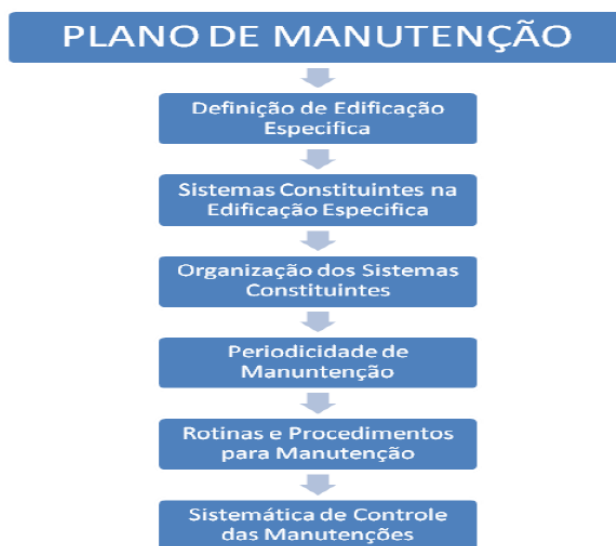 PLANO DE MANUTENÇÃO
Definição de Edificação
Especifica
Sistemas Constituintes na
Edificação Especifica
Organização dos Sistemas
Constituintes
Periodicidade de
Manuntenção
Rotinas e Procedimentos
para Manutenção
Sistemática de Controle
das Manutenções